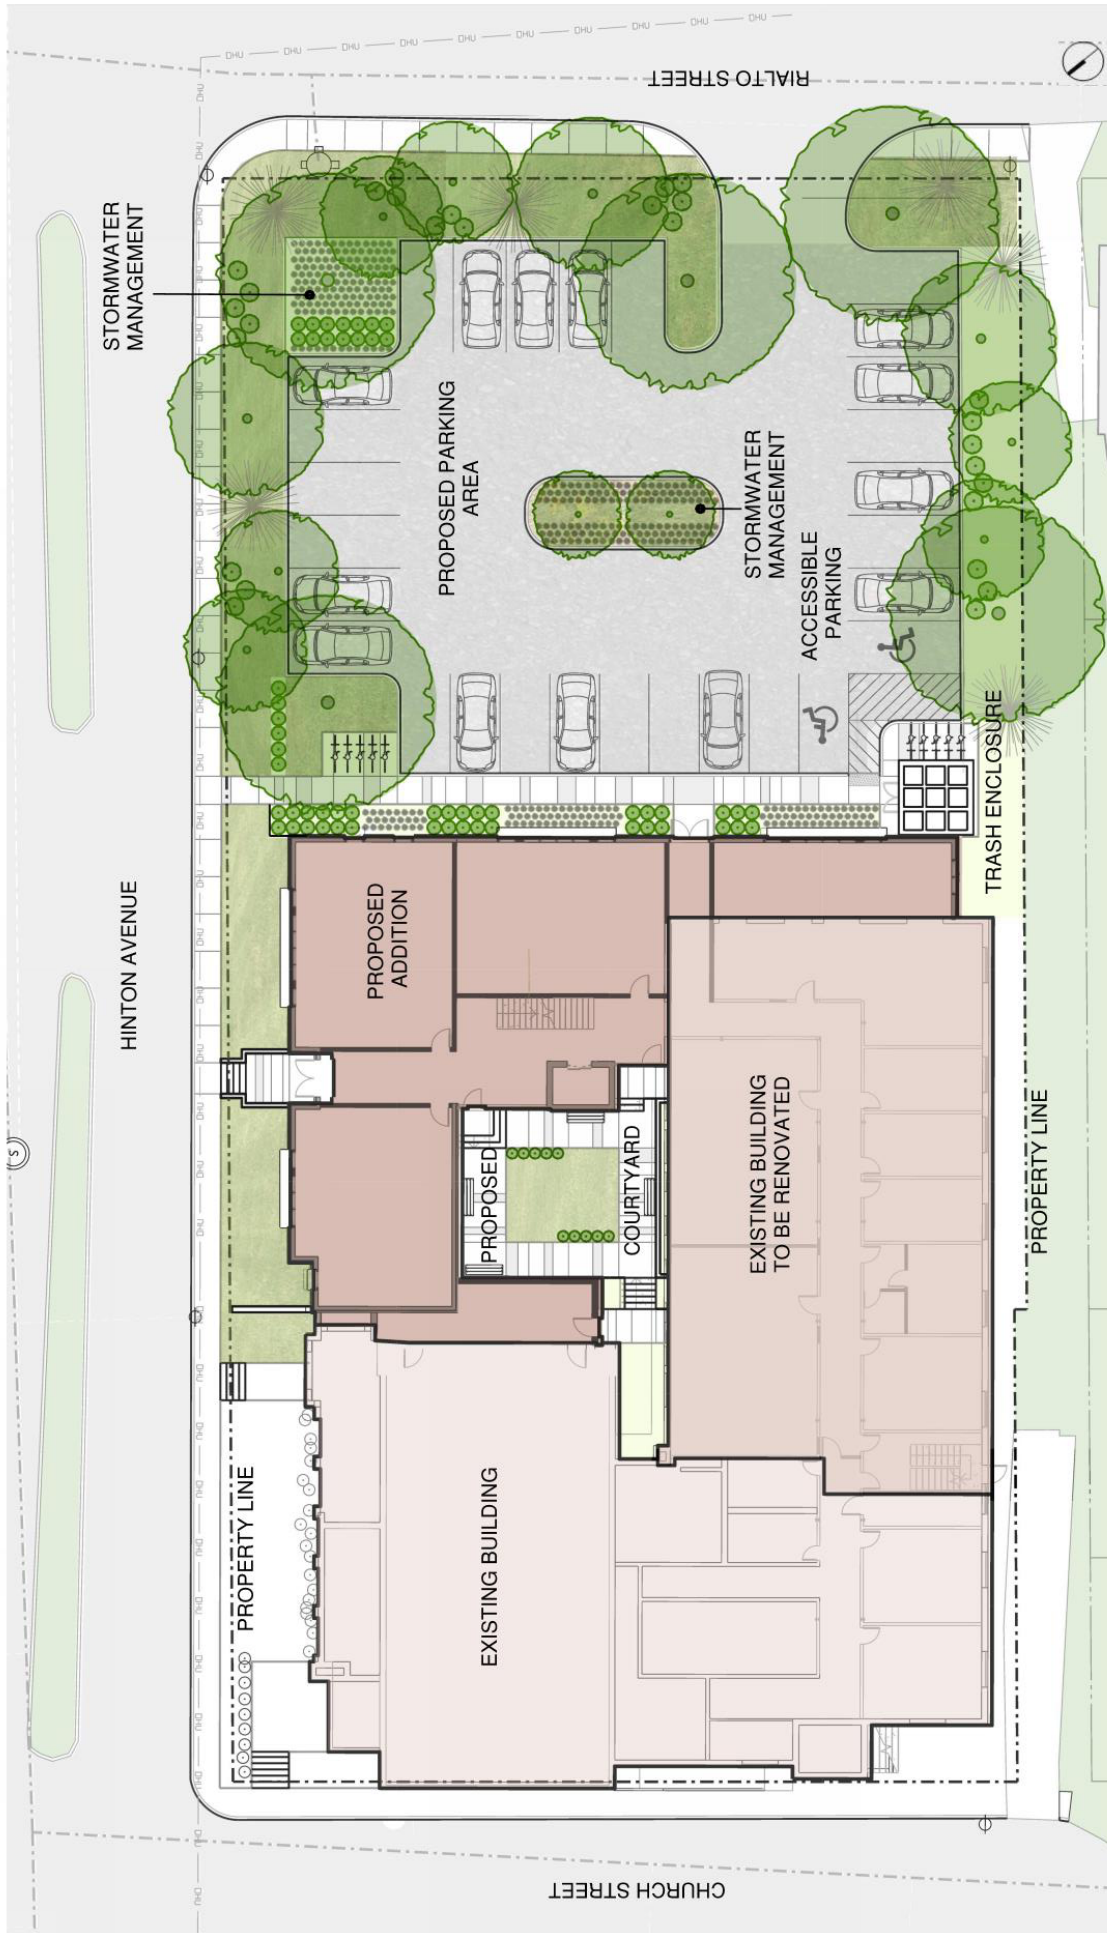 RIALTO STREET
STORMWATER
MANAGEMENT
PROPOSED PARKING
AREA
STORMWATER
MANAGEMENT
ACCESSIBLE
PARKING
TRASH ENCLOSURE
HINTON AVENUE
PROPOSED
ADDITION
S
PROPOSED
COURTYARD
EXISTING BUILDING
TO BE RENOVATED
PROPERTY LINE
PROPERTY LINE
EXISTING BUILDING
CHURCH STREET